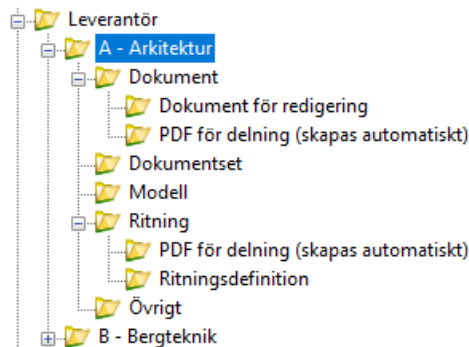 Leverantör
A - Arkitektur
Dokument
Dokument för redigering
PDF för delning (skapas automatiskt)
Dokumentset
Modell
Ritning
PDF för delning (skapas automatiskt)
Ritningsdefinition
Övrigt
B - Bergteknik